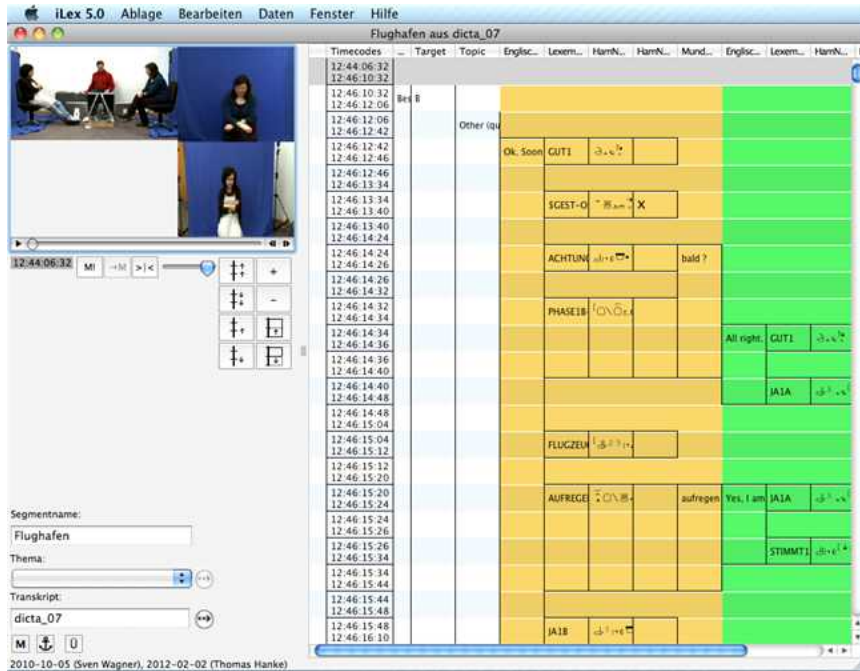 iLex 5.0 Ablage Bearbeiten Daten Fenster Hilfe
Flughafen aus dicta_07
Timecodes ... Target Topic Englisc... Lexem... HamN... HamN... Mund... Englisc... Lexem... HamN...
12:44:06:32
12:46:10:32
12:46:10:32 Bes B
12:46:12:06
12:46:12:06 Other (qu
12:46:12:42
12:46:12:42 Ok. Soon GUT1
12:46:12:46
12:46:12:46
12:46:13:34
12:46:13:34 $GEST-O X
12:46:13:40
12:46:13:40
12:46:14:24
12:46:14:24 ACHTUN bald ?
12:46:14:26
12:46:14:26
12:46:14:32
12:46:14:32 PHASE1B-
12:46:14:34
12:46:14:34 All right. GUT1
12:46:14:36
12:46:14:36
12:46:14:40
12:46:14:40 JA1A
12:46:14:48
12:46:14:48
12:46:15:04
12:46:15:04 FLUGZEU
12:46:15:12
12:46:15:12
12:46:15:20
12:46:15:20 AUFREGE aufregen Yes, I am JA1A
12:46:15:24
12:46:15:24
12:46:15:26
12:46:15:26 STIMMT1
12:46:15:34
12:46:15:34
12:46:15:44
12:46:15:44
12:46:15:48
12:46:15:48 JA1B
12:46:16:10
12:44:06:32 M! →M >|< + -
Segmentname:
Flughafen
Thema:
Transkript:
dicta_07
M Ü
2010-10-05 (Sven Wagner), 2012-02-02 (Thomas Hanke)